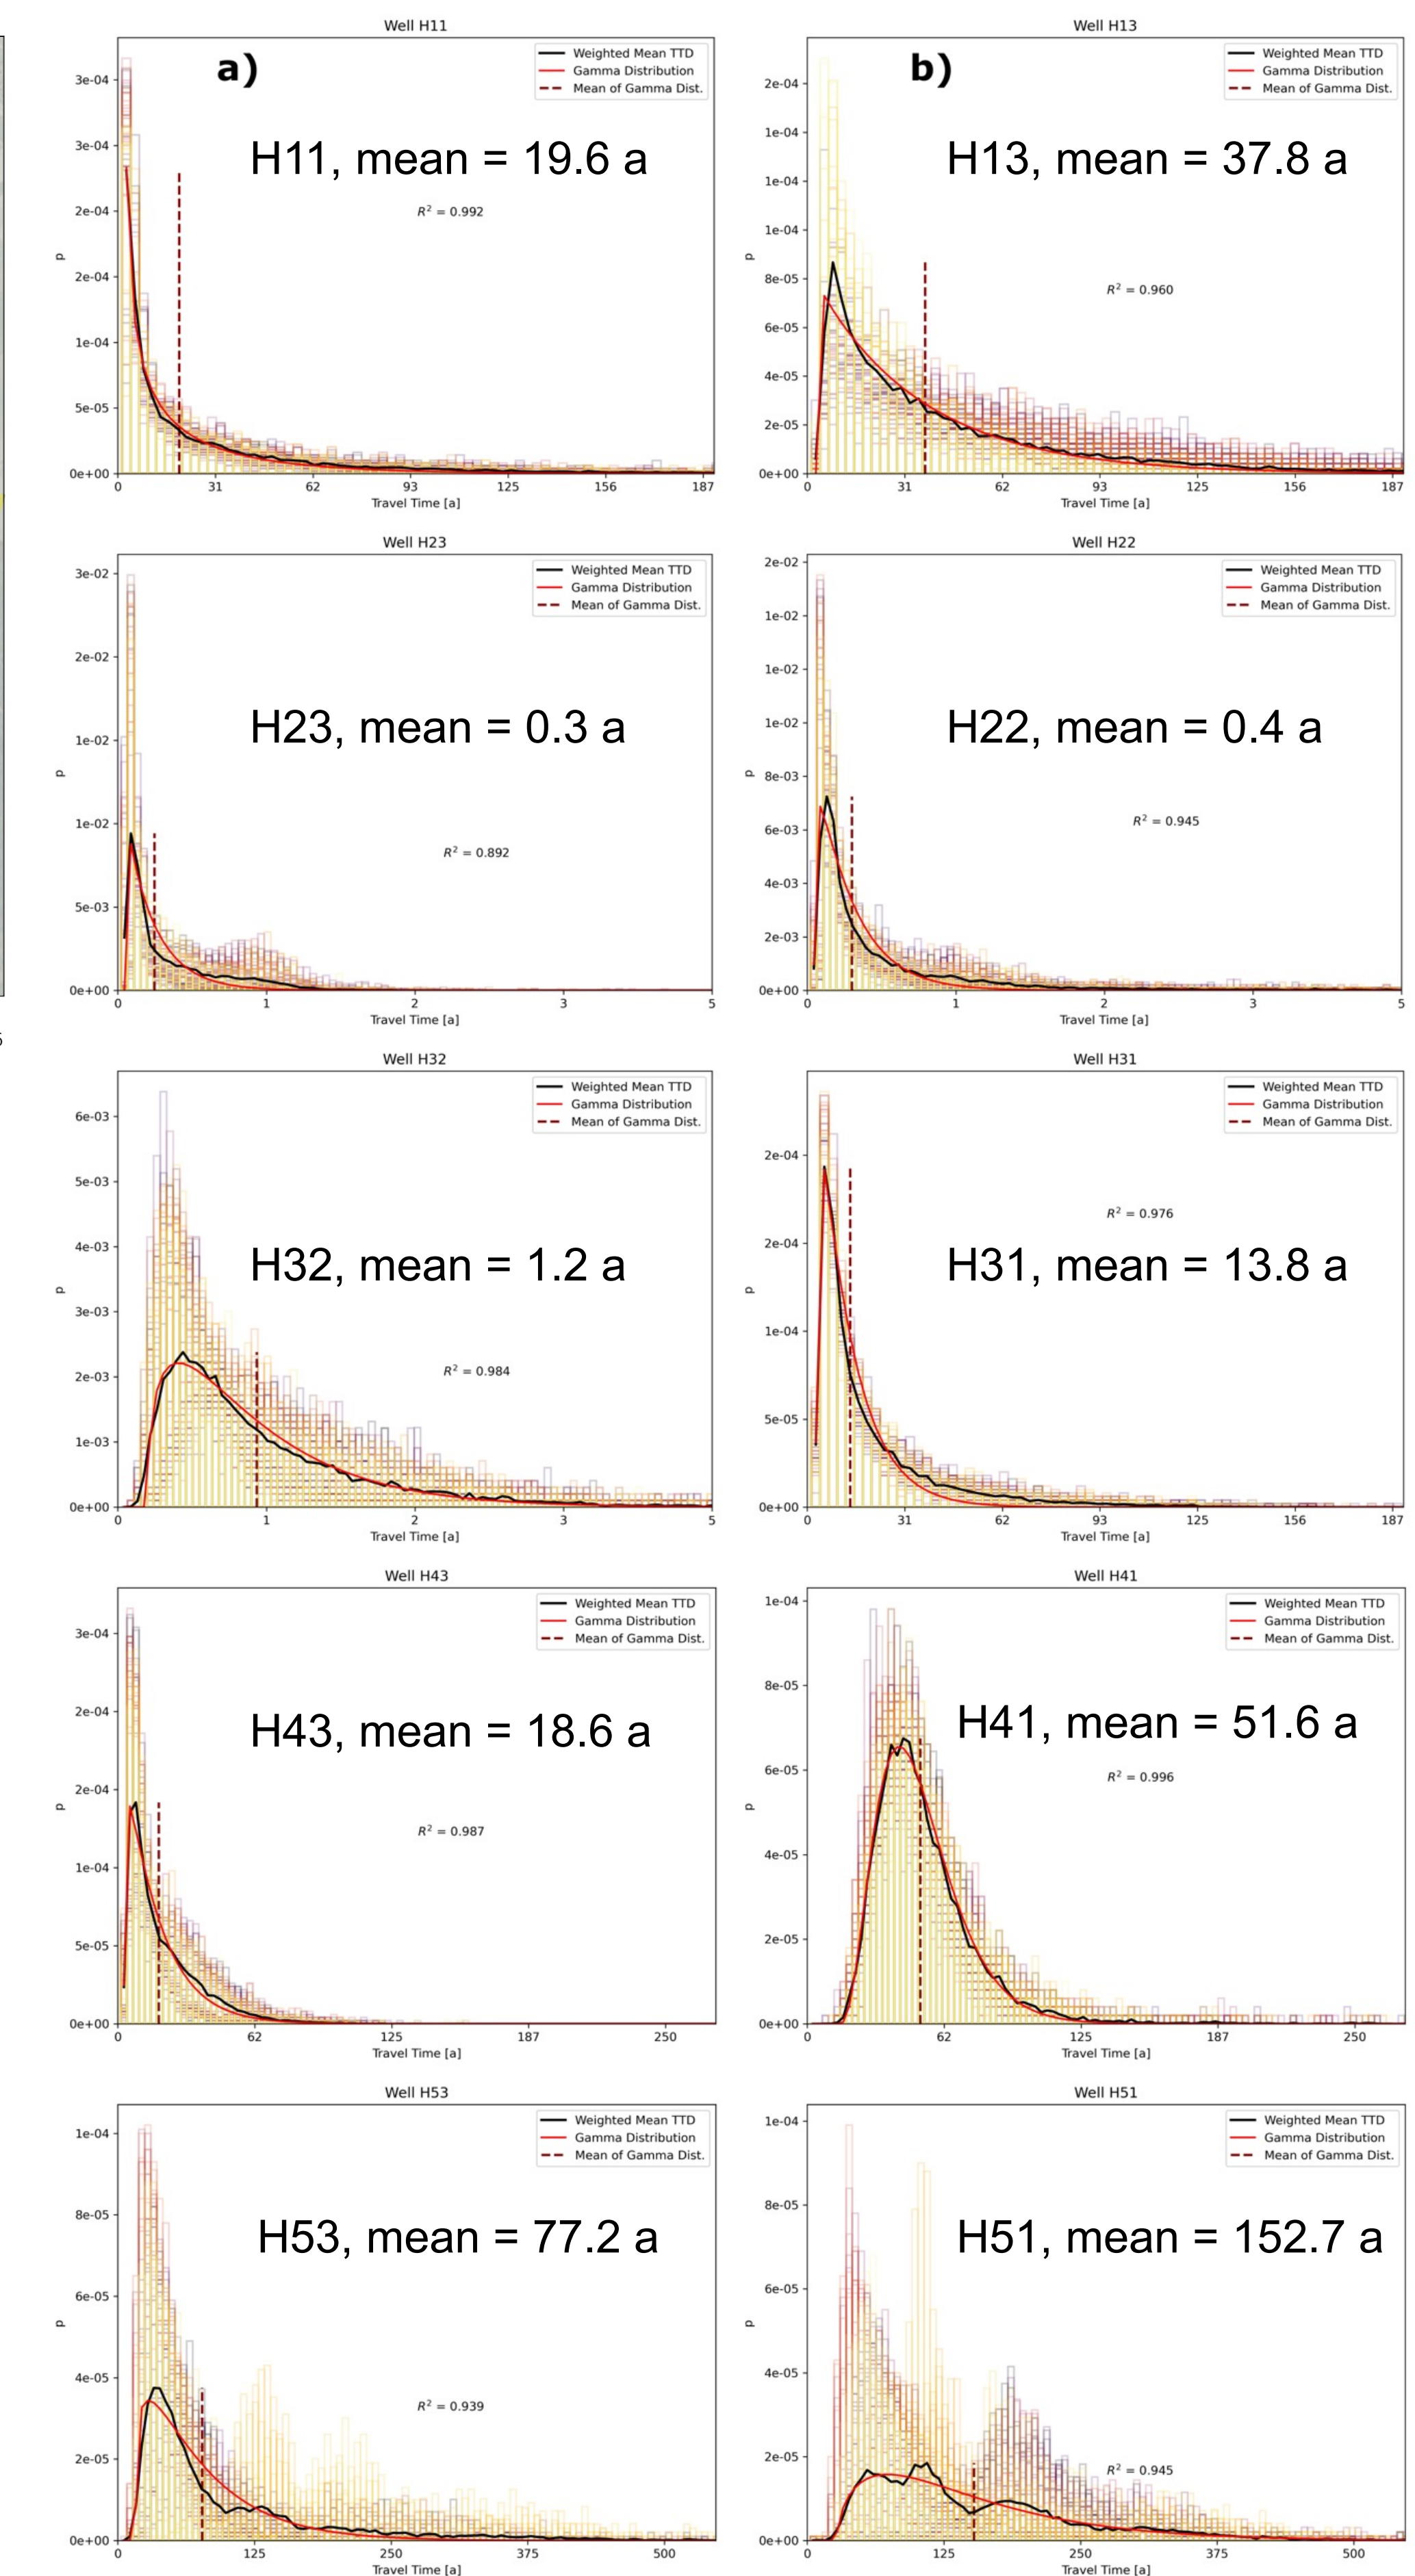 Well H11
a)
Weighted Mean TTD
Gamma Distribution
Mean of Gamma Dist.
H11, mean = 19.6 a
R² = 0.992
3e-04
3e-04
2e-04
2e-04
1e-04
5e-05
0e+00
p
0 31 62 93 125 156 187
Travel Time [a]
Well H13
b)
Weighted Mean TTD
Gamma Distribution
Mean of Gamma Dist.
H13, mean = 37.8 a
R² = 0.960
2e-04
1e-04
1e-04
1e-04
8e-05
6e-05
4e-05
2e-05
0e+00
p
0 31 62 93 125 156 187
Travel Time [a]
Well H23
Weighted Mean TTD
Gamma Distribution
Mean of Gamma Dist.
H23, mean = 0.3 a
R² = 0.892
3e-02
2e-02
1e-02
1e-02
5e-03
0e+00
p
0 1 2 3 5
Travel Time [a]
Well H22
Weighted Mean TTD
Gamma Distribution
Mean of Gamma Dist.
H22, mean = 0.4 a
R² = 0.945
2e-02
1e-02
1e-02
1e-02
8e-03
6e-03
4e-03
2e-03
0e+00
p
0 1 2 3 5
Travel Time [a]
Well H32
Weighted Mean TTD
Gamma Distribution
Mean of Gamma Dist.
H32, mean = 1.2 a
R² = 0.984
6e-03
5e-03
4e-03
3e-03
2e-03
1e-03
0e+00
p
0 1 2 3 5
Travel Time [a]
Well H31
Weighted Mean TTD
Gamma Distribution
Mean of Gamma Dist.
R² = 0.976
H31, mean = 13.8 a
2e-04
2e-04
1e-04
5e-05
0e+00
p
0 31 62 93 125 156 187
Travel Time [a]
Well H43
Weighted Mean TTD
Gamma Distribution
Mean of Gamma Dist.
H43, mean = 18.6 a
R² = 0.987
3e-04
2e-04
2e-04
1e-04
5e-05
0e+00
p
0 62 125 187 250
Travel Time [a]
Well H41
Weighted Mean TTD
Gamma Distribution
Mean of Gamma Dist.
H41, mean = 51.6 a
R² = 0.996
1e-04
8e-05
6e-05
4e-05
2e-05
0e+00
p
0 62 125 187 250
Travel Time [a]
Well H53
Weighted Mean TTD
Gamma Distribution
Mean of Gamma Dist.
H53, mean = 77.2 a
R² = 0.939
1e-04
8e-05
6e-05
4e-05
2e-05
0e+00
p
0 125 250 375 500
Travel Time [a]
Well H51
Weighted Mean TTD
Gamma Distribution
Mean of Gamma Dist.
H51, mean = 152.7 a
R² = 0.945
1e-04
8e-05
6e-05
4e-05
2e-05
0e+00
p
0 125 250 375 500
Travel Time [a]